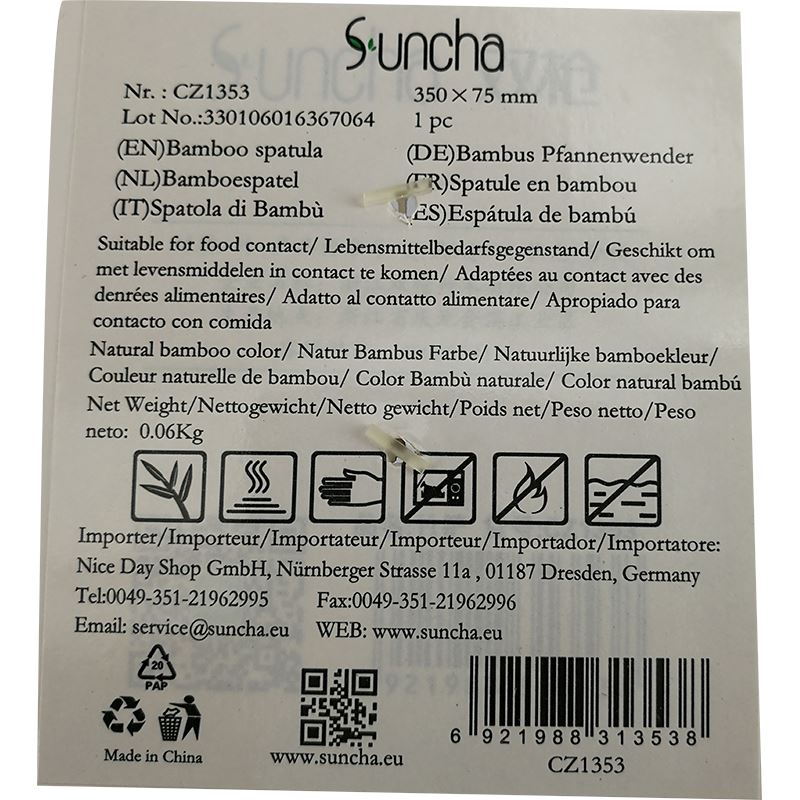 Suncha
Nr. : CZ1353 350×75 mm
Lot No.:330106016367064 1 pc
(EN)Bamboo spatula (DE)Bambus Pfannenwender
(NL)Bamboespatel (FR)Spatule en bambou
(IT)Spatola di Bambù (ES)Espátula de bambú
Suitable for food contact/ Lebensmittelbedarfsgegenstand/ Geschikt om
met levensmiddelen in contact te komen/ Adaptées au contact avec des
denrées alimentaires/ Adatto al contatto alimentare/ Apropiado para
contacto con comida
Natural bamboo color/ Natur Bambus Farbe/ Natuurlijke bamboekleur/
Couleur naturelle de bambou/ Color Bambù naturale/ Color natural bambú
Net Weight/Nettogewicht/Netto gewicht/Poids net/Peso netto/Peso
neto: 0.06Kg
Importer/Importeur/Importateur/Importeur/Importador/Importatore:
Nice Day Shop GmbH, Nürnberger Strasse 11a , 01187 Dresden, Germany
Tel:0049-351-21962995 Fax:0049-351-21962996
Email: service@suncha.eu WEB: www.suncha.eu
20
PAP
Made in China
www.suncha.eu
6 921988 313538
CZ1353